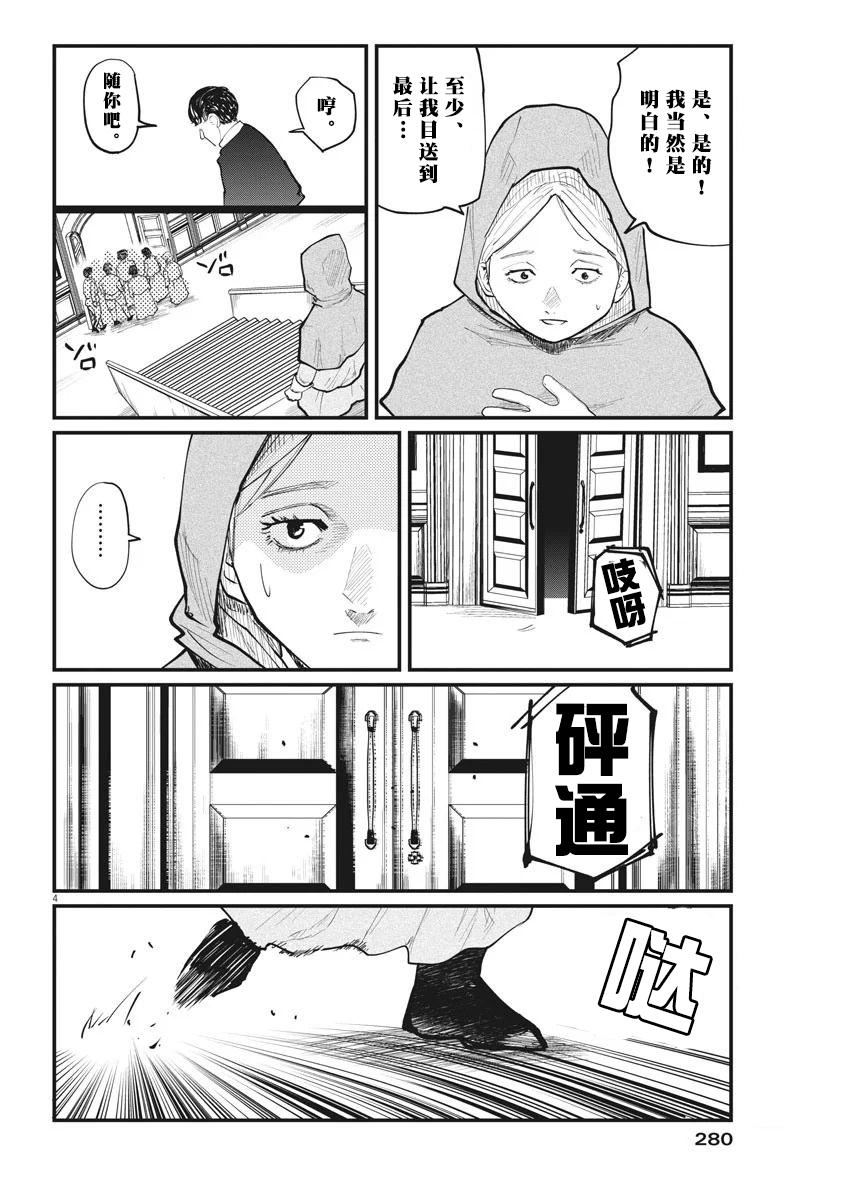 是、是的！
我当然是
明白的！
至少、
让我目送到
最后…
哼。
随你吧。
ゾロ
ゾロ
吱呀
………
砰通
4
哒
280